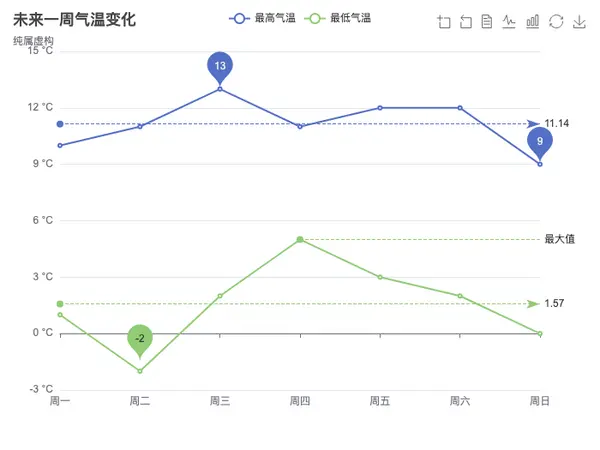 未来一周气温变化
最高气温
最低气温
纯属虚构
15 °C
13
12 °C
11.14
9
9 °C
6 °C
最大值
3 °C
1.57
0 °C
-2
-3 °C
周一 周二 周三 周四 周五 周六 周日